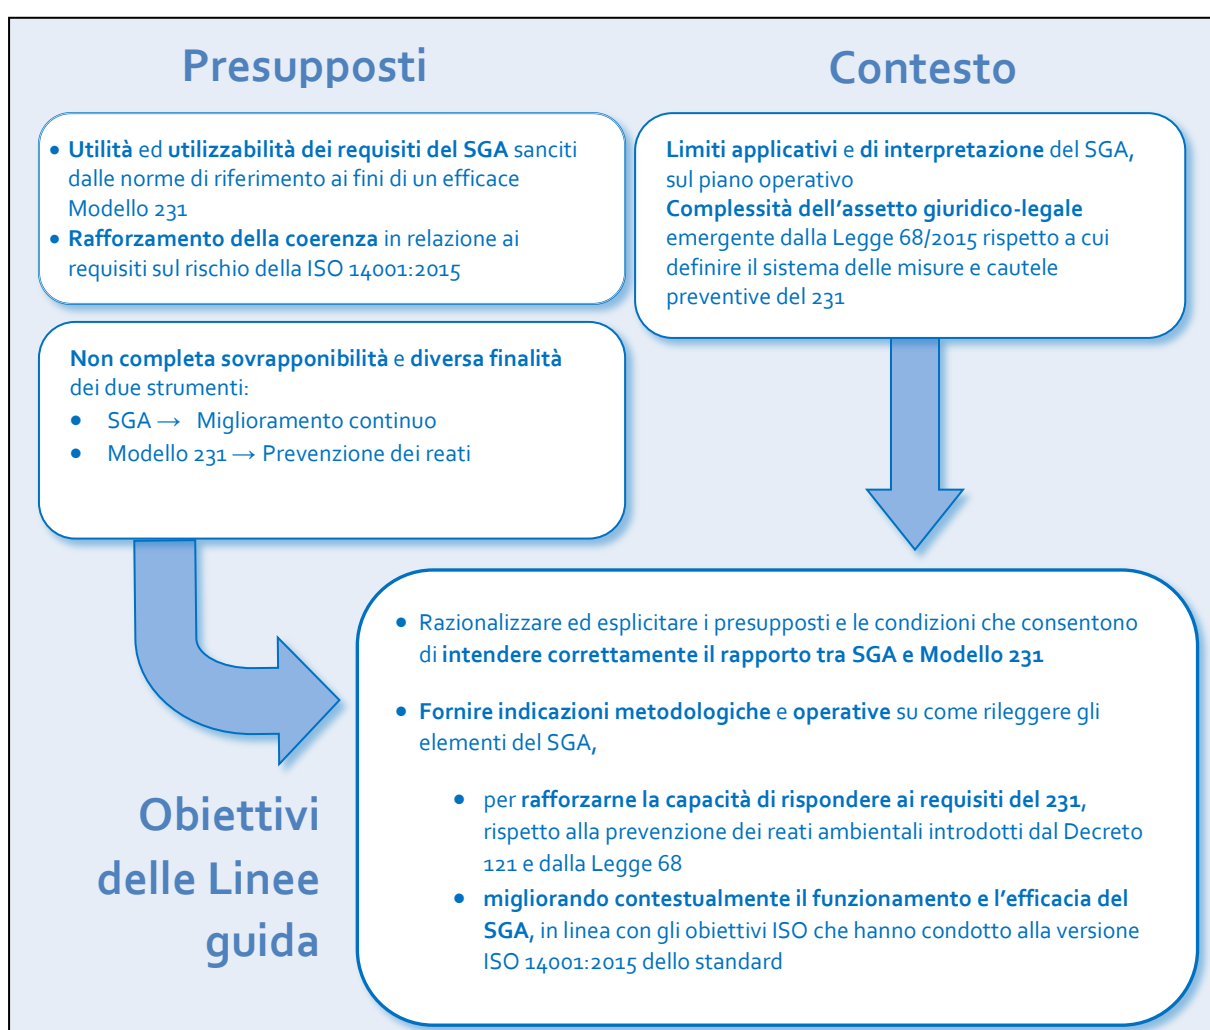 Presupposti
• Utilità ed utilizzabilità dei requisiti del SGA sanciti
dalle norme di riferimento ai fini di un efficace
Modello 231
• Rafforzamento della coerenza in relazione ai
requisiti sul rischio della ISO 14001:2015
Non completa sovrapponibilità e diversa finalità
dei due strumenti:
• SGA → Miglioramento continuo
• Modello 231 → Prevenzione dei reati
Contesto
Limiti applicativi e di interpretazione del SGA,
sul piano operativo
Complessità dell'assetto giuridico-legale
emergente dalla Legge 68/2015 rispetto a cui
definire il sistema delle misure e cautele
preventive del 231
Obiettivi
delle Linee
guida
• Razionalizzare ed esplicitare i presupposti e le condizioni che consentono
di intendere correttamente il rapporto tra SGA e Modello 231
• Fornire indicazioni metodologiche e operative su come rileggere gli
elementi del SGA,
• per rafforzarne la capacità di rispondere ai requisiti del 231,
rispetto alla prevenzione dei reati ambientali introdotti dal Decreto
121 e dalla Legge 68
• migliorando contestualmente il funzionamento e l'efficacia del
SGA, in linea con gli obiettivi ISO che hanno condotto alla versione
ISO 14001:2015 dello standard